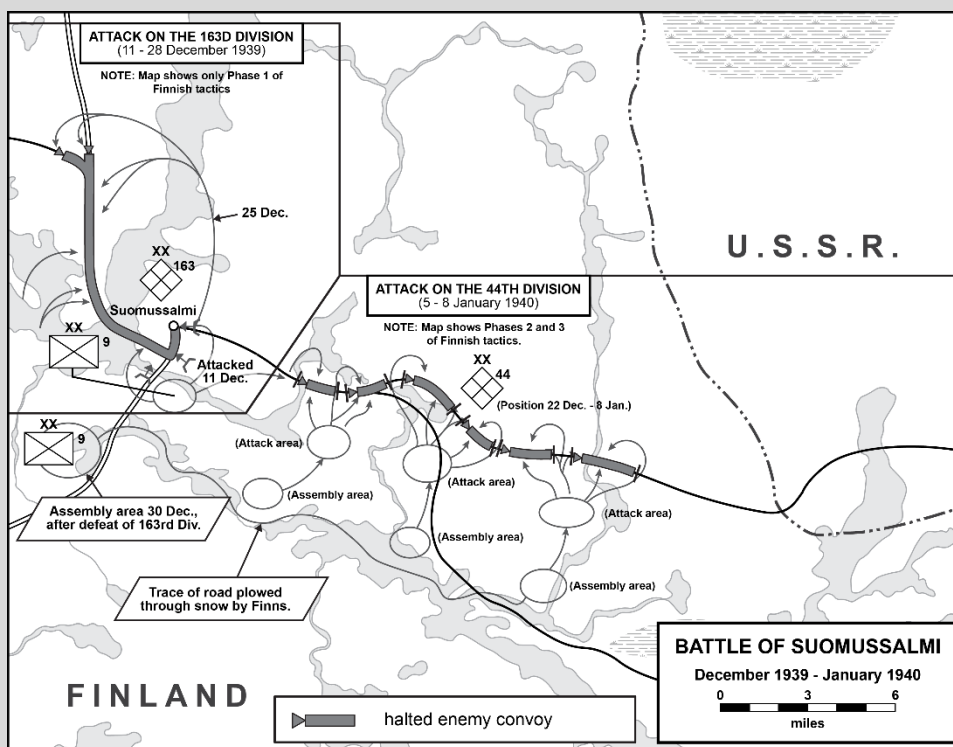 ATTACK ON THE 163D DIVISION
(11 - 28 December 1939)
NOTE: Map shows only Phase 1 of
Finnish tactics
25 Dec.
XX
163
Suomussalmi
XX
9
Attacked
11 Dec.
U.S.S.R.
ATTACK ON THE 44TH DIVISION
(5 - 8 January 1940)
NOTE: Map shows Phases 2 and 3
of Finnish tactics.
XX
44
(Position 22 Dec. - 8 Jan.)
XX
9
(Attack area)
(Assembly area)
(Attack area)
(Assembly area)
(Attack area)
(Assembly area)
Assembly area 30 Dec.,
after defeat of 163rd Div.
Trace of road plowed
through snow by Finns.
FINLAND
halted enemy convoy
BATTLE OF SUOMUSSALMI
December 1939 - January 1940
0 3 6
miles